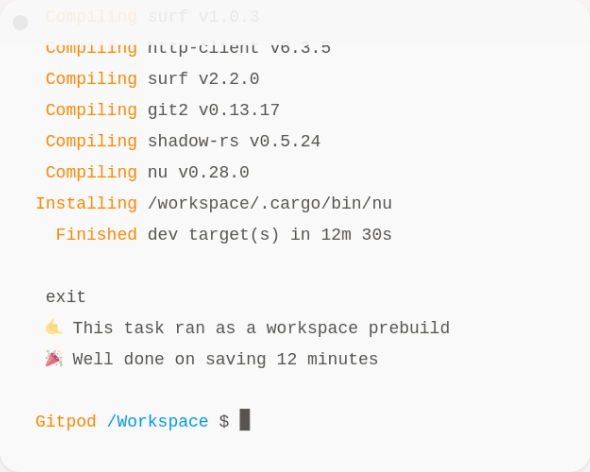 Compiling surf v1.0.3
Compiling http-client v6.3.5
Compiling surf v2.2.0
Compiling git2 v0.13.17
Compiling shadow-rs v0.5.24
Compiling nu v0.28.0
Installing /workspace/.cargo/bin/nu
Finished dev target(s) in 12m 30s
exit
🤙 This task ran as a workspace prebuild
🎉 Well done on saving 12 minutes
Gitpod /Workspace $